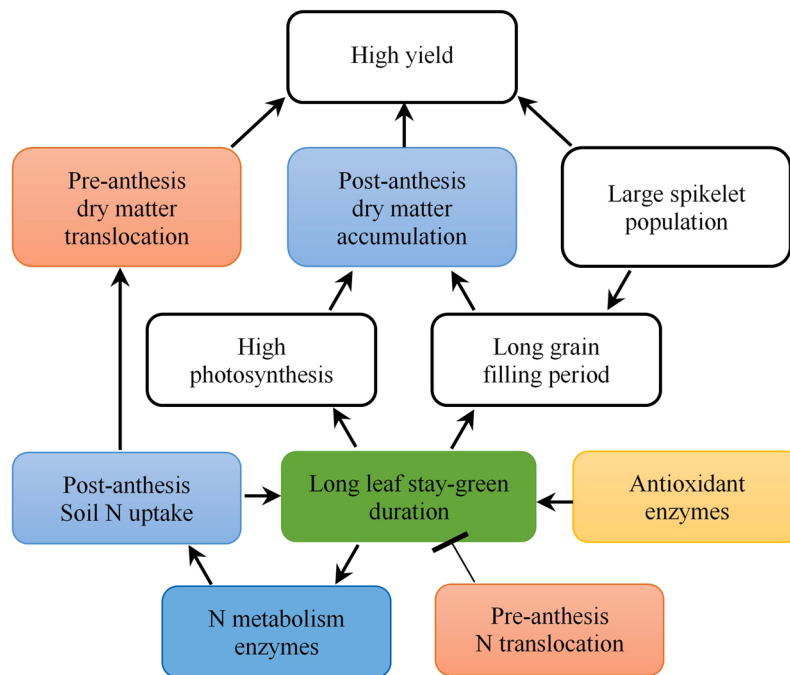 High yield
Pre-anthesis
dry matter
translocation
Post-anthesis
dry matter
accumulation
Large spikelet
population
High
photosynthesis
Long grain
filling period
Post-anthesis
Soil N uptake
Long leaf stay-green
duration
Antioxidant
enzymes
N metabolism
enzymes
Pre-anthesis
N translocation